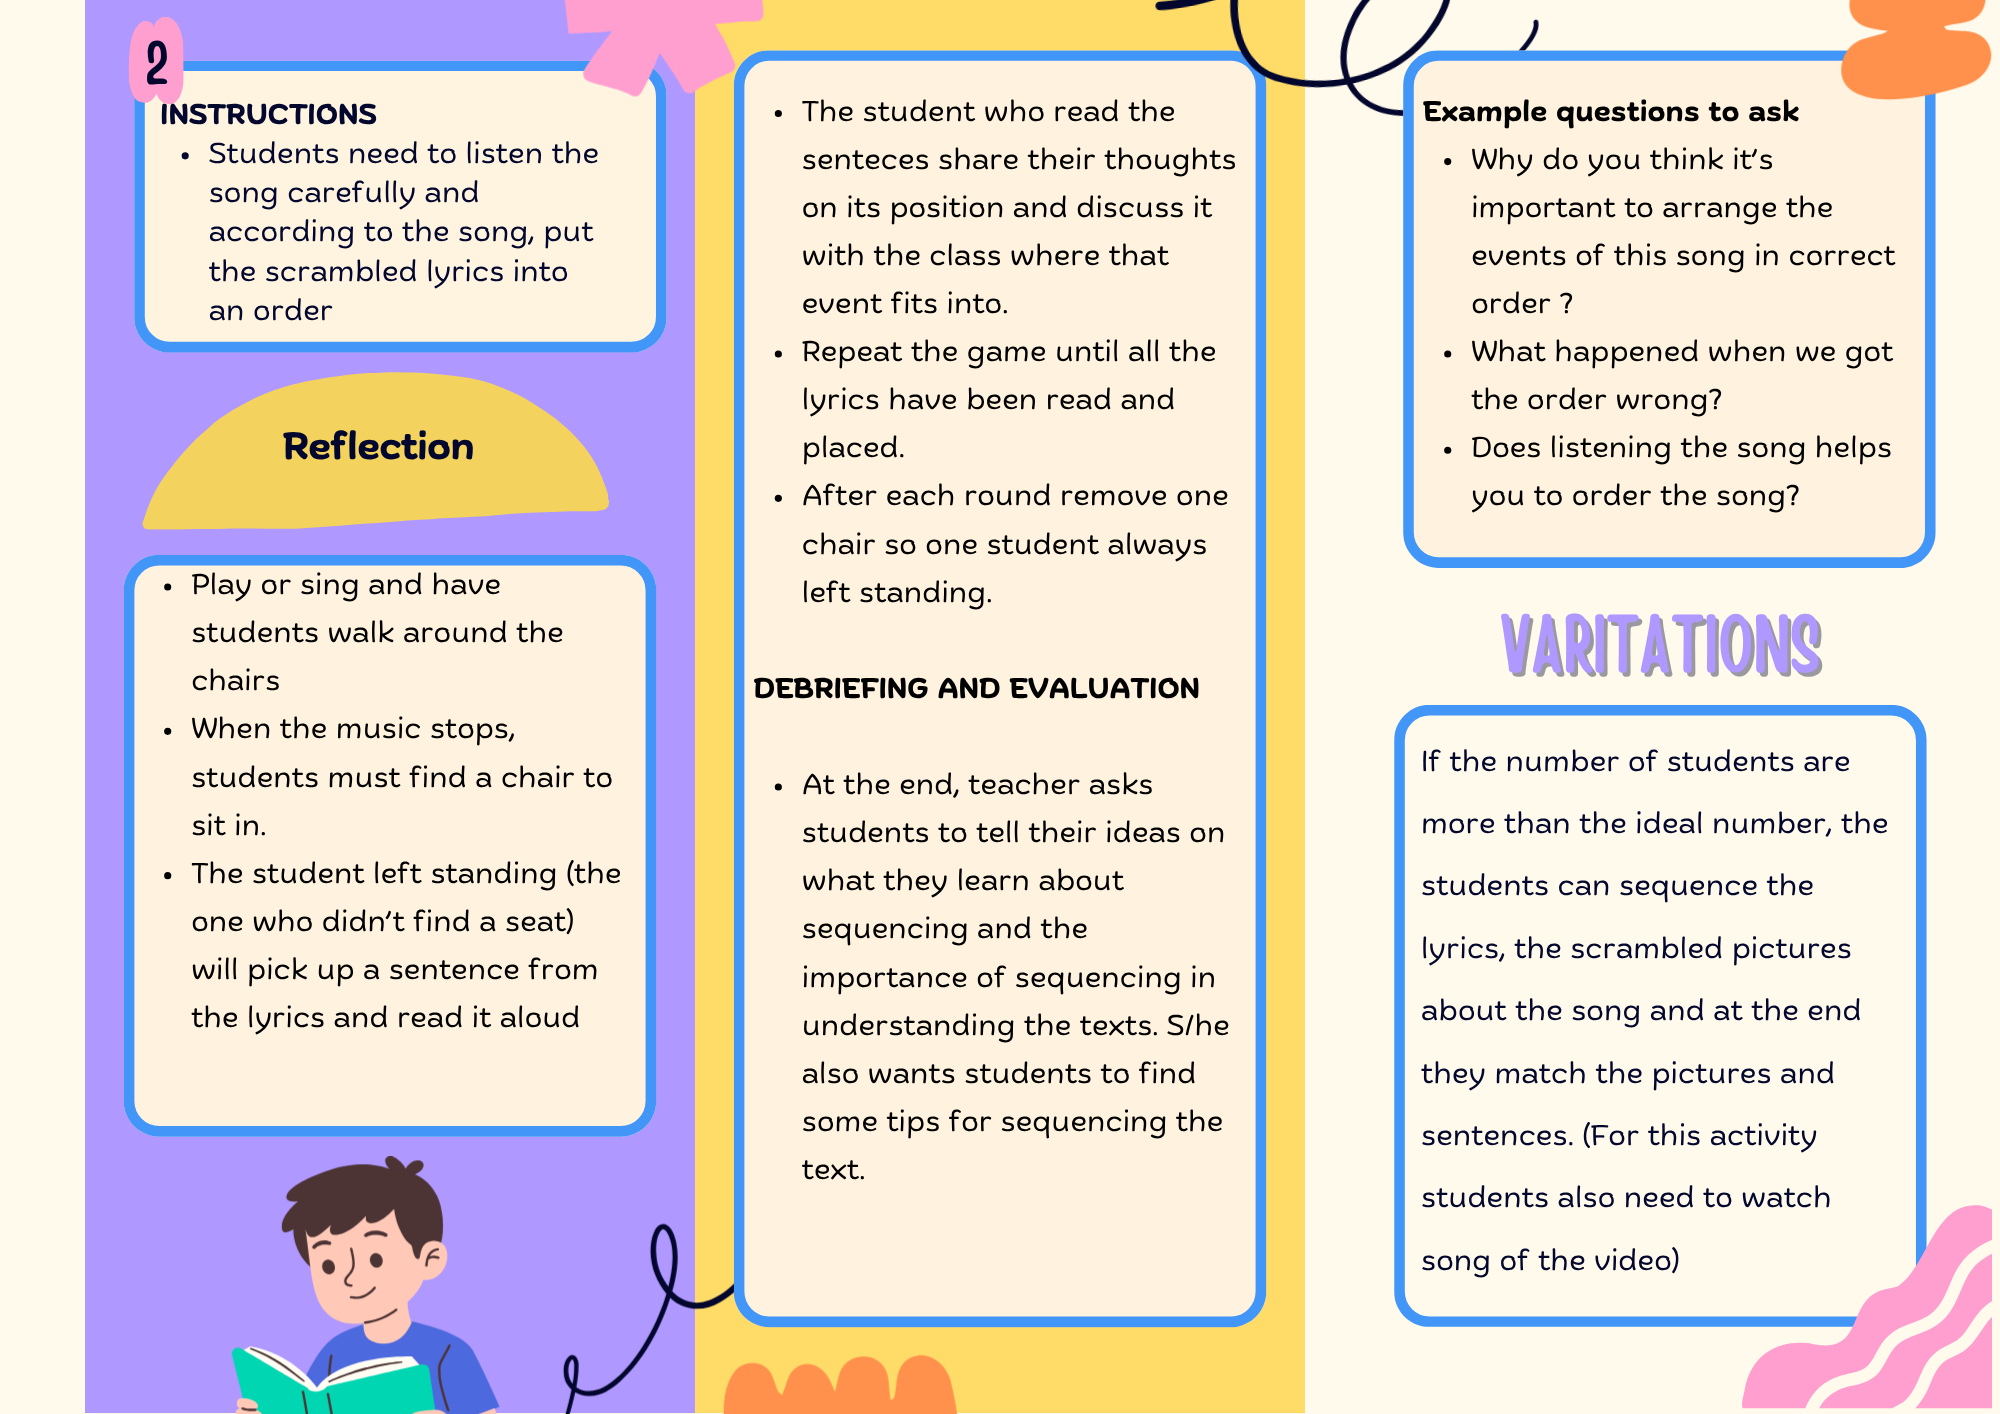 2
INSTRUCTIONS
• Students need to listen the
song carefully and
according to the song, put
the scrambled lyrics into
an order
Reflection
• Play or sing and have
students walk around the
chairs
• When the music stops,
students must find a chair to
sit in.
• The student left standing (the
one who didn't find a seat)
will pick up a sentence from
the lyrics and read it aloud
• The student who read the
senteces share their thoughts
on its position and discuss it
with the class where that
event fits into.
• Repeat the game until all the
lyrics have been read and
placed.
• After each round remove one
chair so one student always
left standing.
DEBRIEFING AND EVALUATION
• At the end, teacher asks
students to tell their ideas on
what they learn about
sequencing and the
importance of sequencing in
understanding the texts. S/he
also wants students to find
some tips for sequencing the
text.
Example questions to ask
• Why do you think it's
important to arrange the
events of this song in correct
order ?
• What happened when we got
the order wrong?
• Does listening the song helps
you to order the song?
VARITATIONS
If the number of students are
more than the ideal number, the
students can sequence the
lyrics, the scrambled pictures
about the song and at the end
they match the pictures and
sentences. (For this activity
students also need to watch
song of the video)